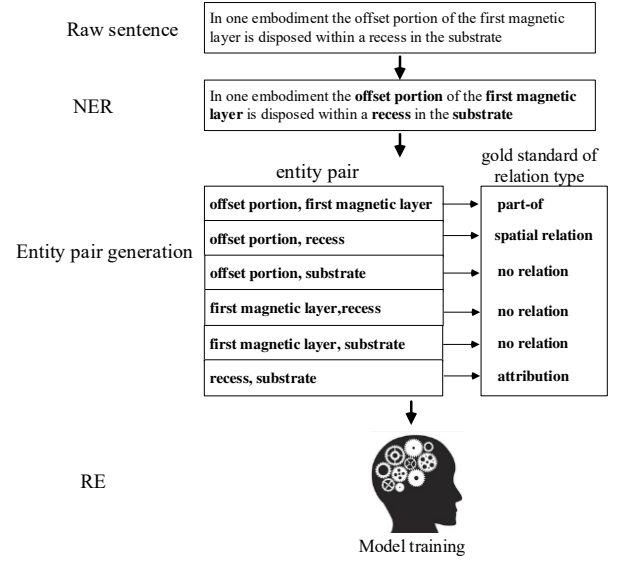 Raw sentence
In one embodiment the offset portion of the first magnetic
layer is disposed within a recess in the substrate
NER
In one embodiment the offset portion of the first magnetic
layer is disposed within a recess in the substrate
entity pair
gold standard of
relation type
Entity pair generation
offset portion, first magnetic layer
part-of
offset portion, recess
spatial relation
offset portion, substrate
no relation
first magnetic layer,recess
no relation
first magnetic layer, substrate
no relation
recess, substrate
attribution
RE
Model training